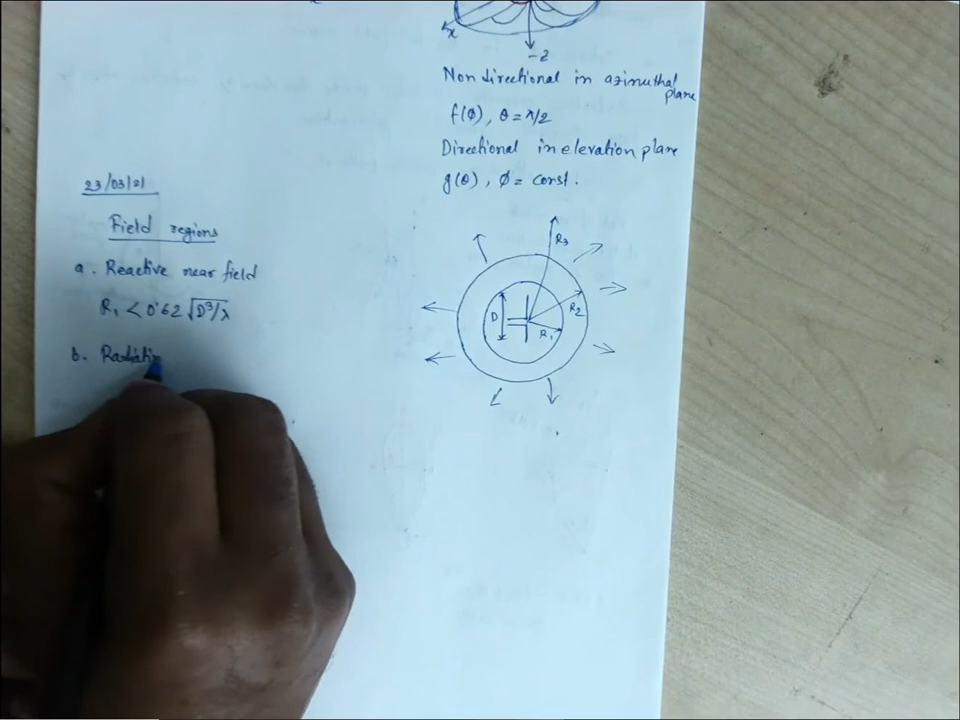 x
-z
Non directional in azimuthal
plane
f(ϕ), θ = π/2
Directional in elevation plane
g(θ), ϕ = const.
23/03/21
Field regions
a. Reactive near field
R₁ < 0.62 √D³/λ
b. Radiatin
R₃
R₂
D
R₁